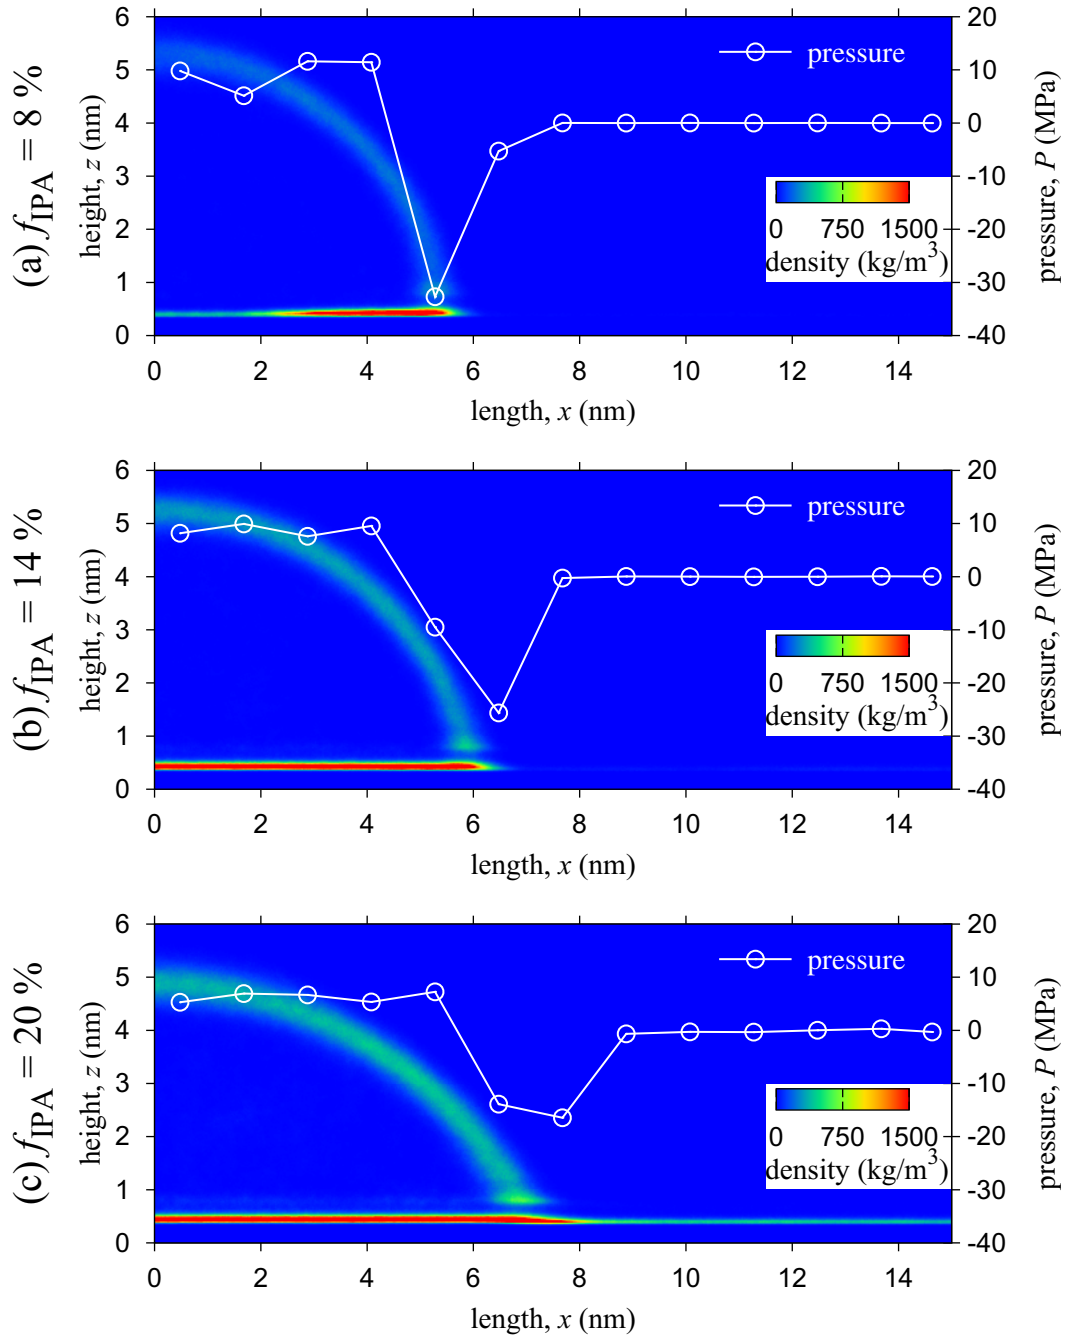 (a) f_IPA = 8 %
6
5
4
3
2
1
0
height, z (nm)
pressure
20
10
0
-10
-20
-30
-40
pressure, P (MPa)
0 750 1500
density (kg/m³)
0 2 4 6 8 10 12 14
length, x (nm)
(b) f_IPA = 14 %
6
5
4
3
2
1
0
height, z (nm)
pressure
20
10
0
-10
-20
-30
-40
pressure, P (MPa)
0 750 1500
density (kg/m³)
0 2 4 6 8 10 12 14
length, x (nm)
(c) f_IPA = 20 %
6
5
4
3
2
1
0
height, z (nm)
pressure
20
10
0
-10
-20
-30
-40
pressure, P (MPa)
0 750 1500
density (kg/m³)
0 2 4 6 8 10 12 14
length, x (nm)